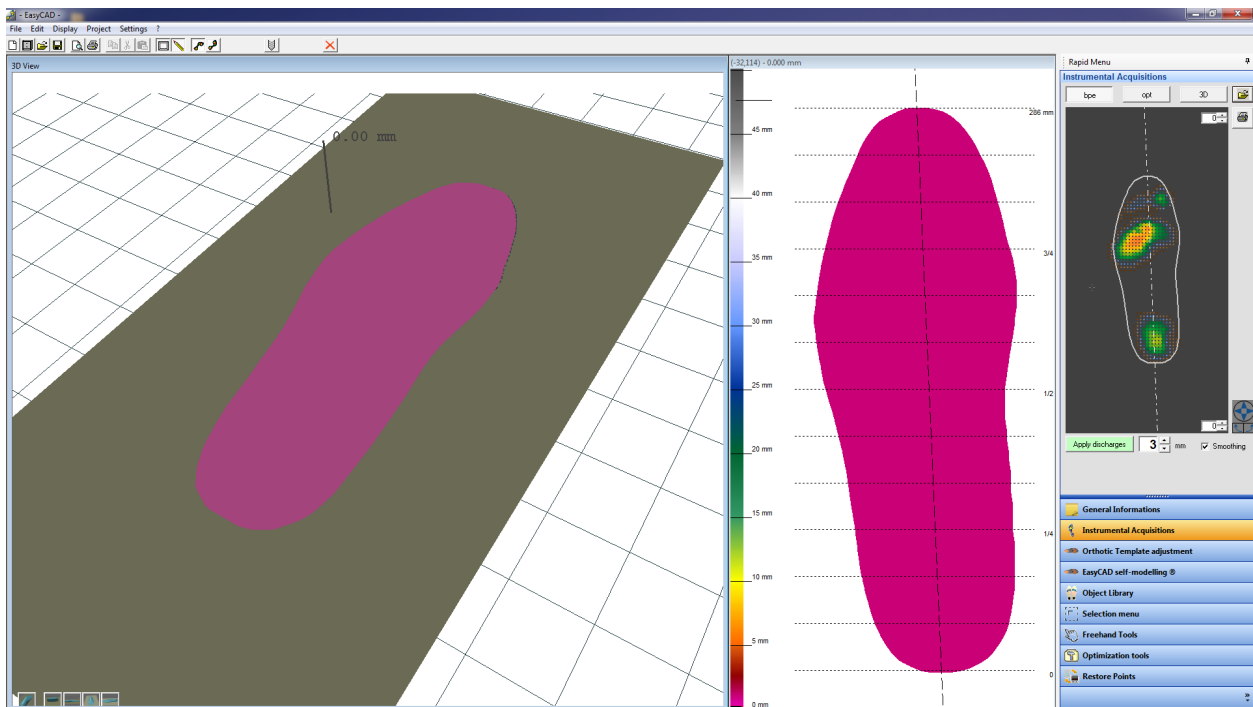 - EasyCAD -
File Edit Display Project Settings ?
3D View
0.00 mm
(-32,114) - 0.000 mm
45 mm
40 mm
35 mm
30 mm
25 mm
20 mm
15 mm
10 mm
5 mm
0 mm
286 mm
3/4
1/2
1/4
0
Rapid Menu
Instrumental Acquisitions
bpe opt 3D
0
0
Apply discharges 3 mm Smoothing
General Informations
Instrumental Acquisitions
Orthotic Template adjustment
EasyCAD self-modelling ®
Object Library
Selection menu
Freehand Tools
Optimization tools
Restore Points